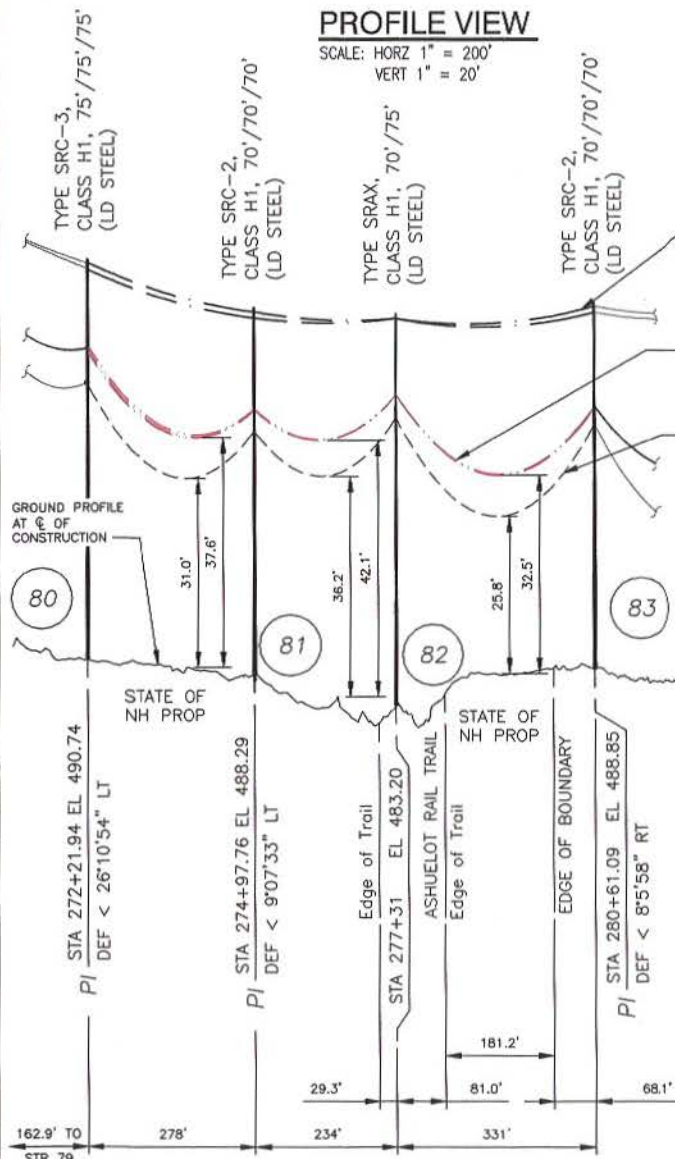 PROFILE VIEW
SCALE: HORZ 1" = 200'
VERT 1" = 20'
TYPE SRC-3,
CLASS H1, 75'/75'/75'
(LD STEEL)
TYPE SRC-2,
CLASS H1, 70'/70'/70'
(LD STEEL)
TYPE SRAX,
CLASS H1, 70'/75'
(LD STEEL)
TYPE SRC-2,
CLASS H1, 70'/70'/70'
(LD STEEL)
GROUND PROFILE
AT ℄ OF
CONSTRUCTION
31.0'
37.6'
36.2'
42.1'
25.8'
32.5'
80
81
82
83
STATE OF
NH PROP
STATE OF
NH PROP
PI
STA 272+21.94 EL 490.74
DEF < 26°10'54" LT
PI
STA 274+97.76 EL 488.29
DEF < 9°07'33" LT
Edge of Trail
STA 277+31 EL 483.20
ASHUELOT RAIL TRAIL
Edge of Trail
EDGE OF BOUNDARY
PI
STA 280+61.09 EL 488.85
DEF < 8°5'58" RT
181.2'
29.3'
81.0'
68.1'
162.9' TO
STR 79
278'
234'
331'